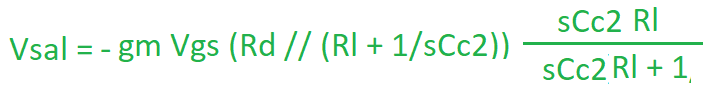 Vsal = - gm Vgs (Rd // (Rl + 1/sCc2)) sCc2 Rl
sCc2 Rl + 1